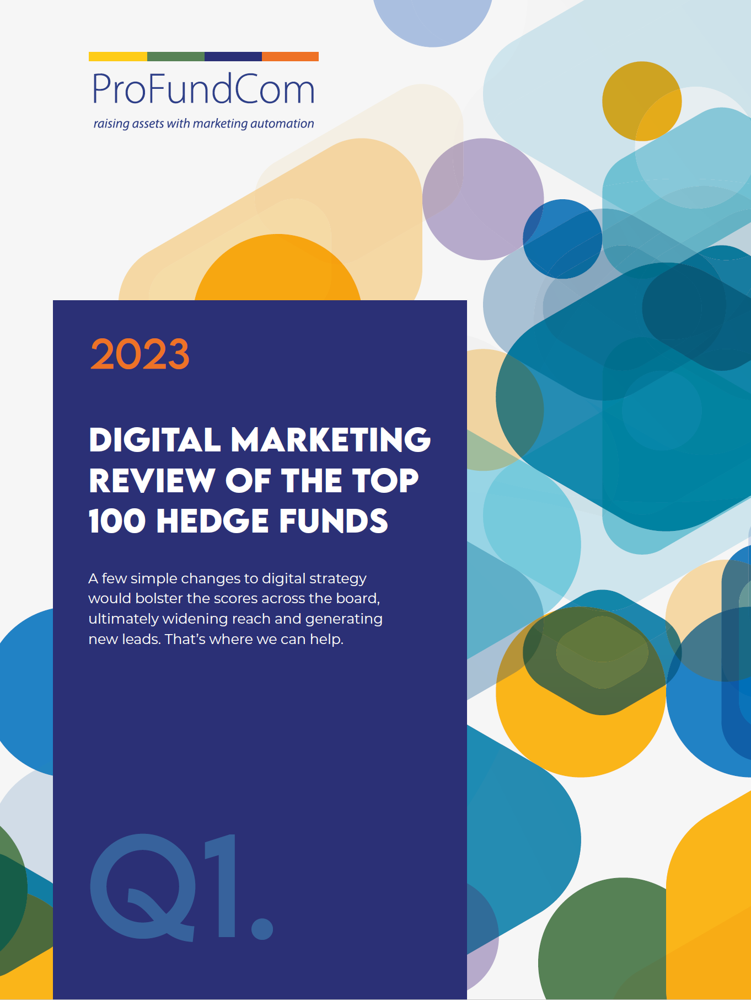 ProFundCom
raising assets with marketing automation
2023
DIGITAL MARKETING
REVIEW OF THE TOP
100 HEDGE FUNDS
A few simple changes to digital strategy
would bolster the scores across the board,
ultimately widening reach and generating
new leads. That’s where we can help.
Q1.